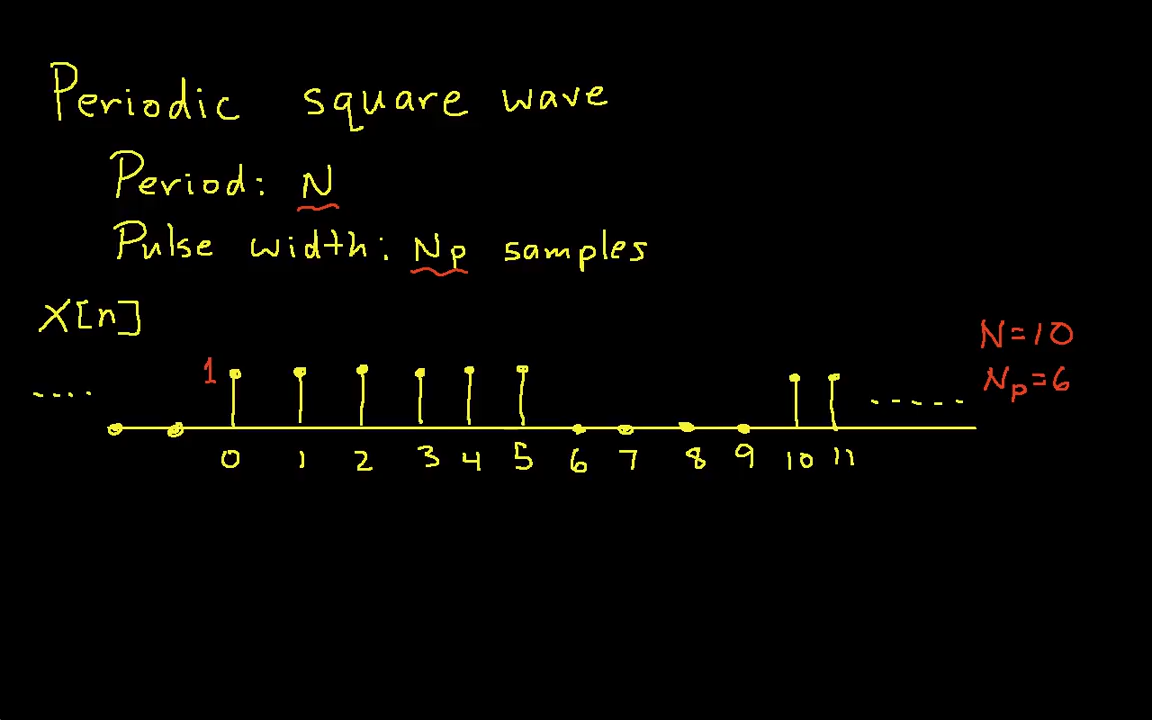 Periodic square wave
Period: N
Pulse width: Np samples
X[n]
N=10
Np=6
1
0 1 2 3 4 5 6 7 8 9 10 11